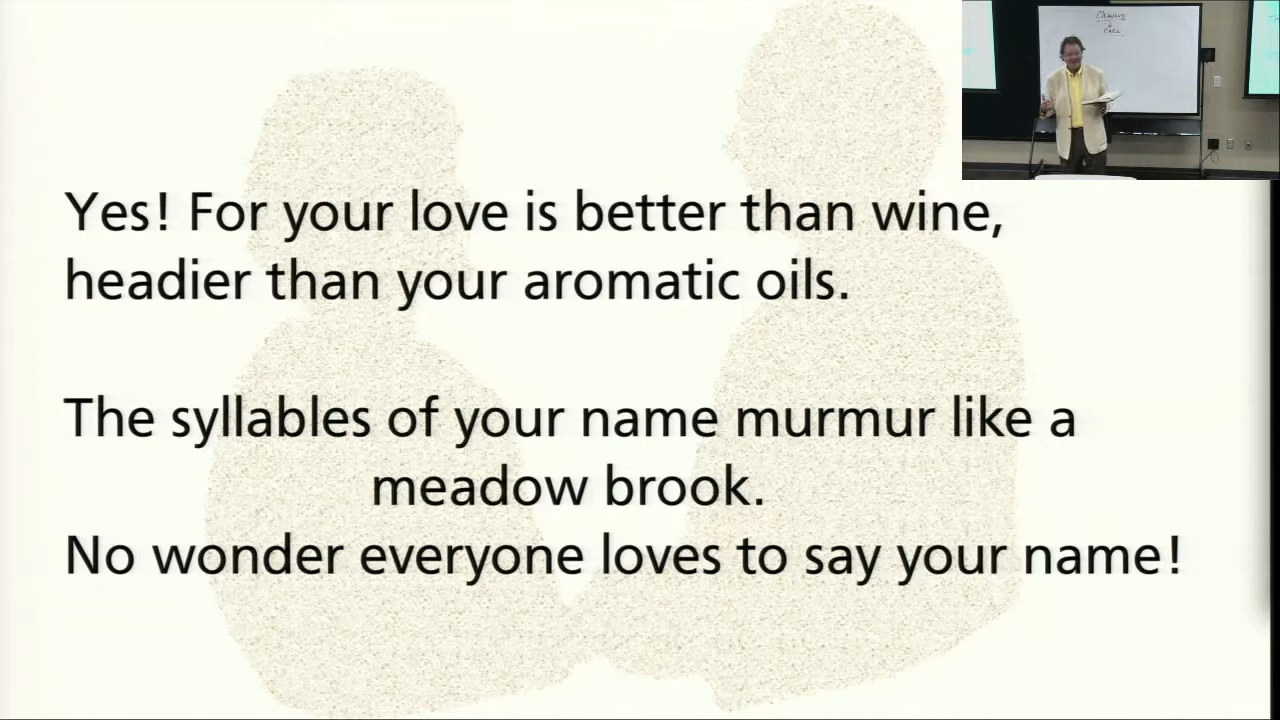 Yes! For your love is better than wine,
headier than your aromatic oils.
The syllables of your name murmur like a
meadow brook.
No wonder everyone loves to say your name!